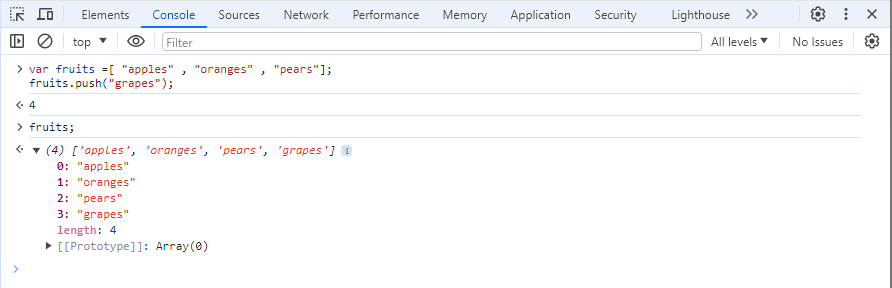 Elements Console Sources Network Performance Memory Application Security Lighthouse
top Filter All levels No Issues
var fruits =[ "apples" , "oranges" , "pears"];
fruits.push("grapes");
4
fruits;
(4) ['apples', 'oranges', 'pears', 'grapes'] i
0: "apples"
1: "oranges"
2: "pears"
3: "grapes"
length: 4
[[Prototype]]: Array(0)